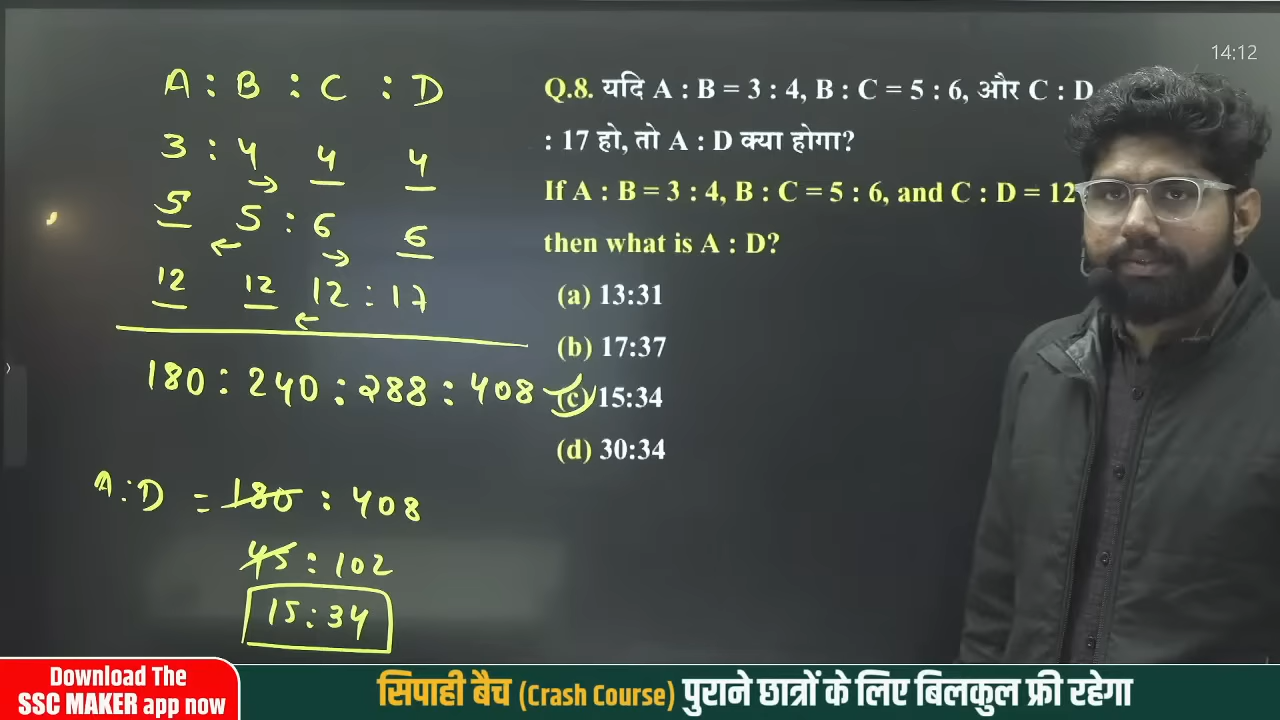 14:12
A : B : C : D
3 : 4 4 4
5 5 : 6 6
12 12 12 : 17
180 : 240 : 288 : 408
A : D = 180 : 408
45 : 102
15 : 34
Q.8. यदि A : B = 3 : 4, B : C = 5 : 6, और C : D
: 17 हो, तो A : D क्या होगा?
If A : B = 3 : 4, B : C = 5 : 6, and C : D = 12
then what is A : D?
(a) 13:31
(b) 17:37
(c) 15:34
(d) 30:34
Download The
SSC MAKER app now
सिपाही बैच (Crash Course) पुराने छात्रों के लिए बिलकुल फ्री रहेगा